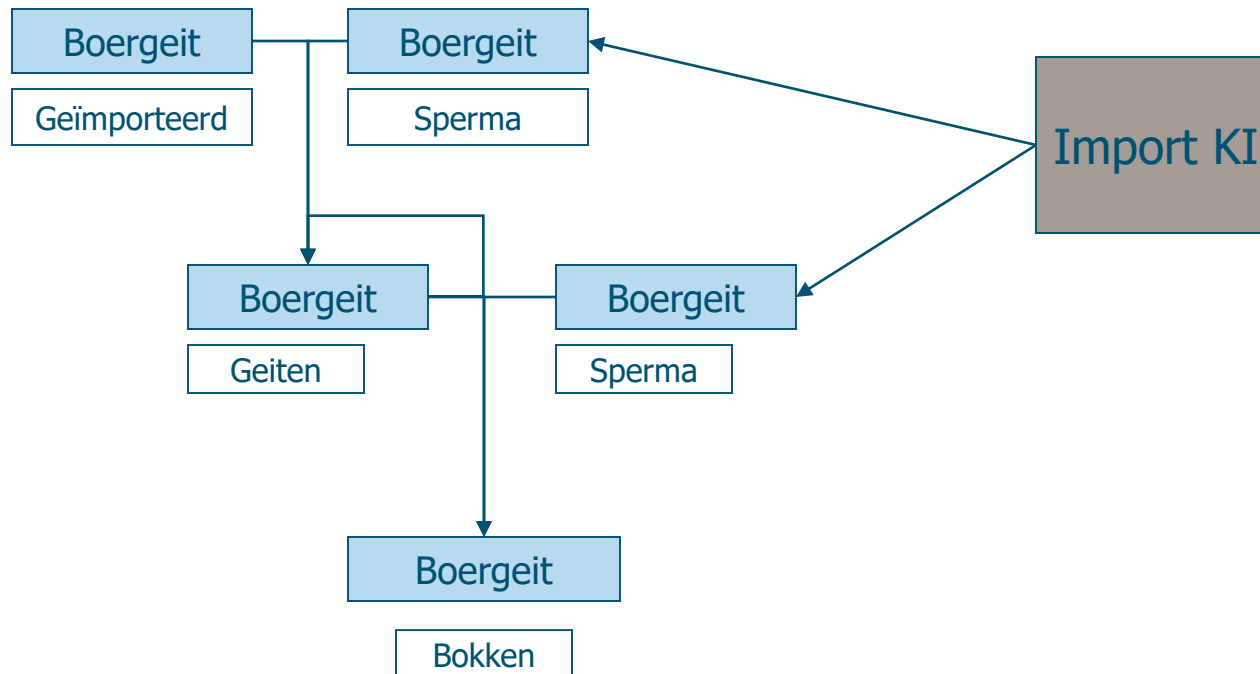 Boergeit
Boergeit
Geïmporteerd
Sperma
Import KI
Boergeit
Boergeit
Geiten
Sperma
Boergeit
Bokken